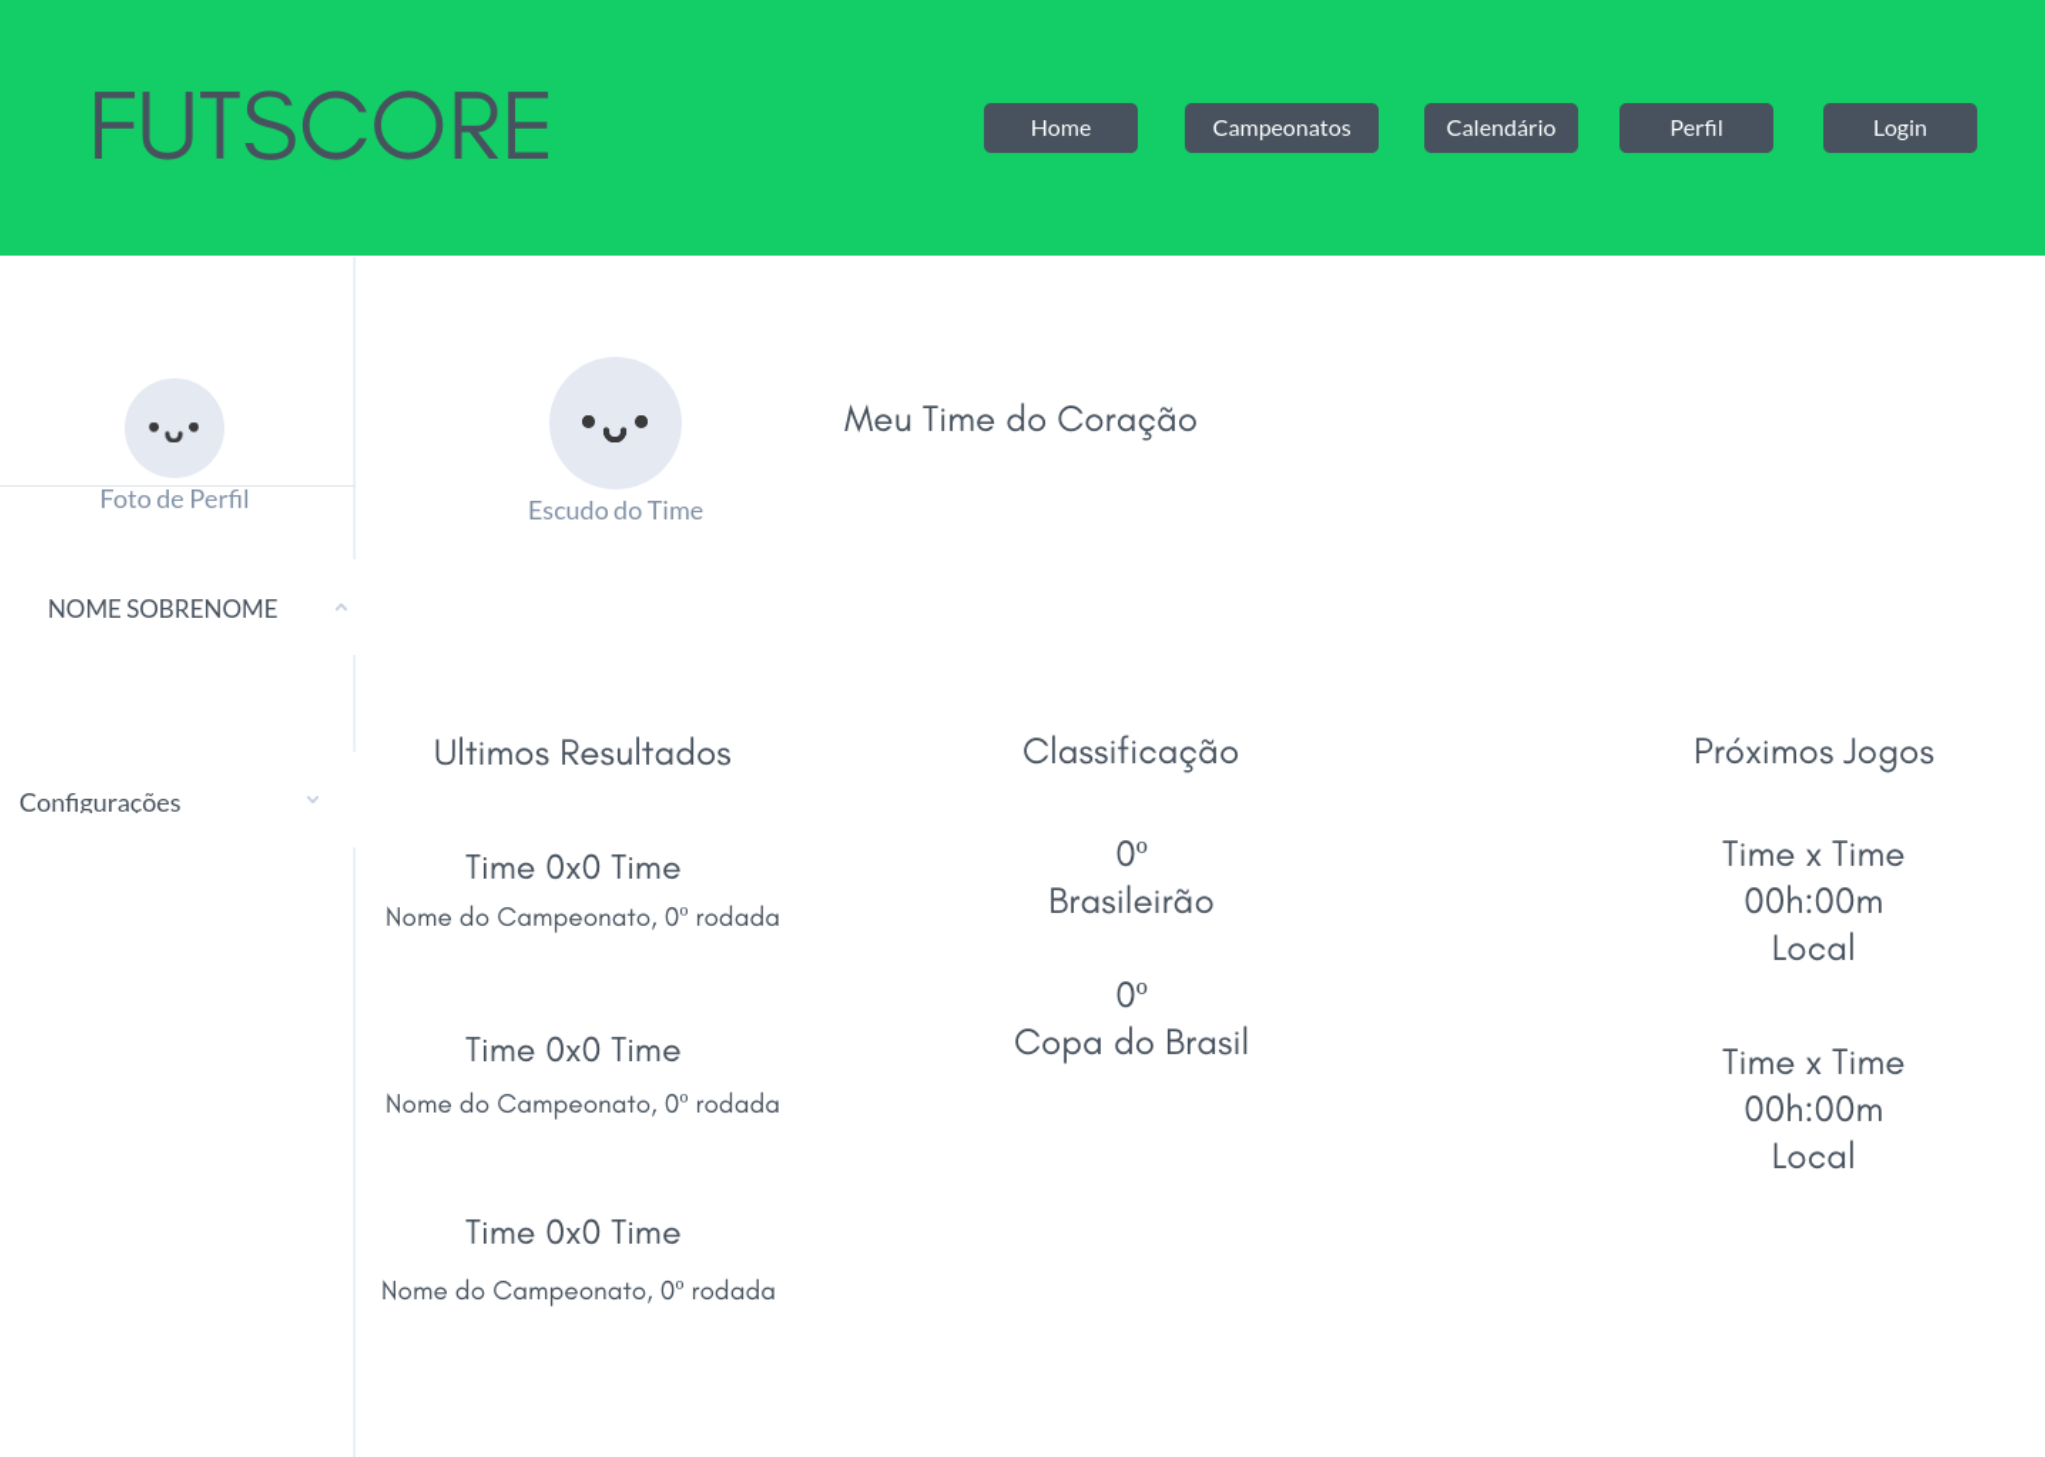 FUTSCORE
Home
Campeonatos
Calendário
Perfil
Login
Foto de Perfil
NOME SOBRENOME
Configurações
Escudo do Time
Meu Time do Coração
Ultimos Resultados
Time 0x0 Time
Nome do Campeonato, 0º rodada
Time 0x0 Time
Nome do Campeonato, 0º rodada
Time 0x0 Time
Nome do Campeonato, 0º rodada
Classificação
0º
Brasileirão
0º
Copa do Brasil
Próximos Jogos
Time x Time
00h:00m
Local
Time x Time
00h:00m
Local